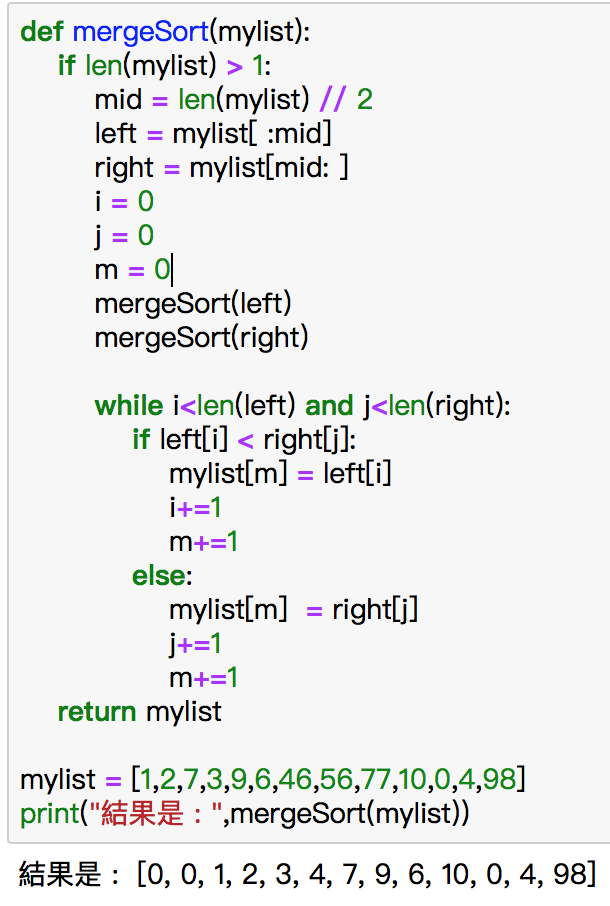 def mergeSort(mylist):
    if len(mylist) > 1:
        mid = len(mylist) // 2
        left = mylist[ :mid]
        right = mylist[mid: ]
        i = 0
        j = 0
        m = 0
        mergeSort(left)
        mergeSort(right)

        while i<len(left) and j<len(right):
            if left[i] < right[j]:
                mylist[m] = left[i]
                i+=1
                m+=1
            else:
                mylist[m]  = right[j]
                j+=1
                m+=1
    return mylist

mylist = [1,2,7,3,9,6,46,56,77,10,0,4,98]
print("結果是：",mergeSort(mylist))
結果是： [0, 0, 1, 2, 3, 4, 7, 9, 6, 10, 0, 4, 98]